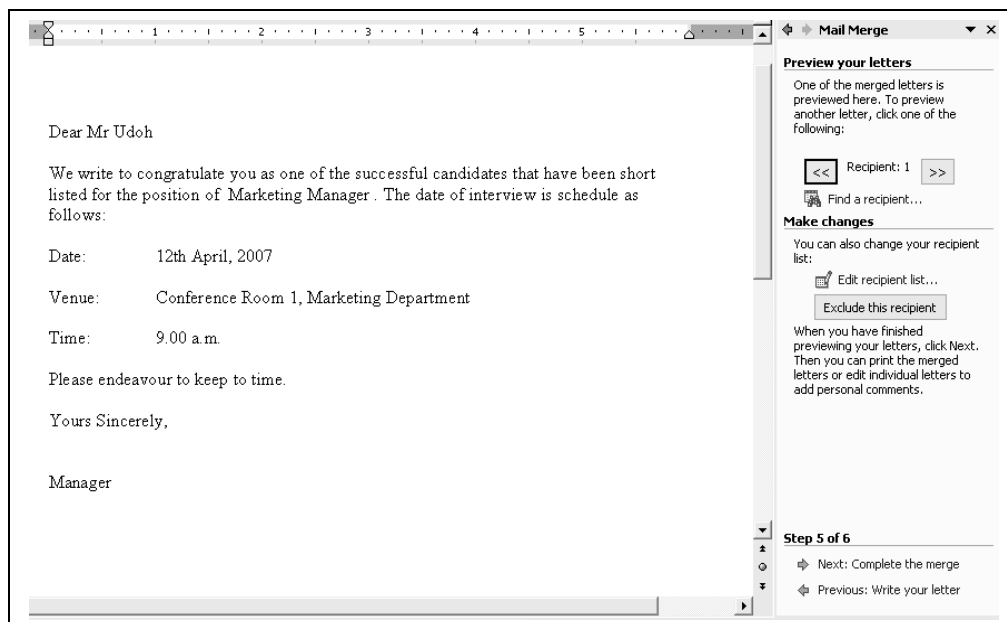 1 2 3 4 5
Dear Mr Udoh
We write to congratulate you as one of the successful candidates that have been short
listed for the position of Marketing Manager . The date of interview is schedule as
follows:
Date: 12th April, 2007
Venue: Conference Room 1, Marketing Department
Time: 9.00 a.m.
Please endeavour to keep to time.
Yours Sincerely,
Manager
Mail Merge
Preview your letters
One of the merged letters is
previewed here. To preview
another letter, click one of the
following:
<< Recipient: 1 >>
Find a recipient...
Make changes
You can also change your recipient
list:
Edit recipient list...
Exclude this recipient
When you have finished
previewing your letters, click Next.
Then you can print the merged
letters or edit individual letters to
add personal comments.
Step 5 of 6
Next: Complete the merge
Previous: Write your letter